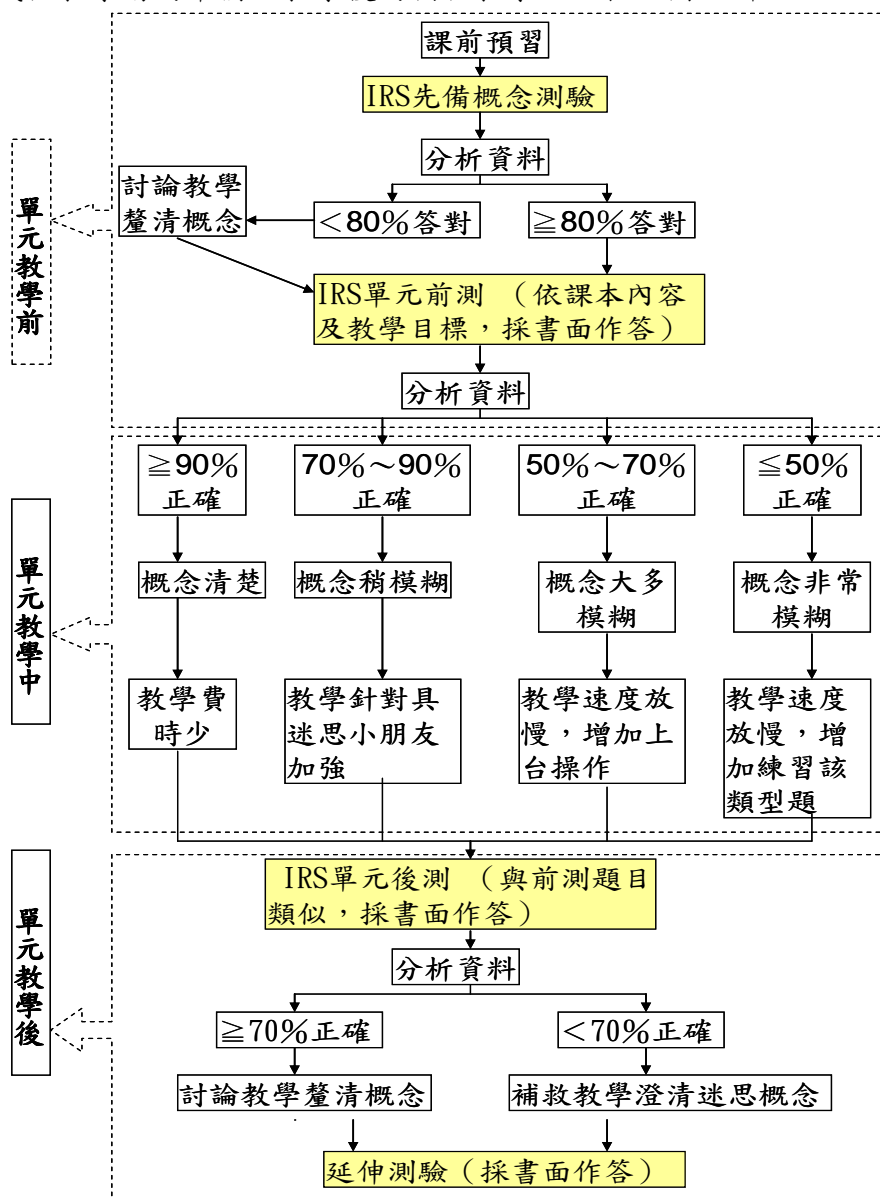 課前預習
IRS先備概念測驗
分析資料
討論教學
釐清概念
<80%答對
≧80%答對
單元教學前
IRS單元前測 (依課本內容
及教學目標,採書面作答)
分析資料
≧90%
正確
70%~90%
正確
50%~70%
正確
≦50%
正確
單元教學中
概念清楚
概念稍模糊
概念大多
模糊
概念非常
模糊
教學費
時少
教學針對具
迷思小朋友
加強
教學速度放
慢,增加上
台操作
教學速度
放慢,增
加練習該
類型題
IRS單元後測 (與前測題目
類似,採書面作答)
單元教學後
分析資料
≧70%正確
<70%正確
討論教學釐清概念
補救教學澄清迷思概念
延伸測驗(採書面作答)